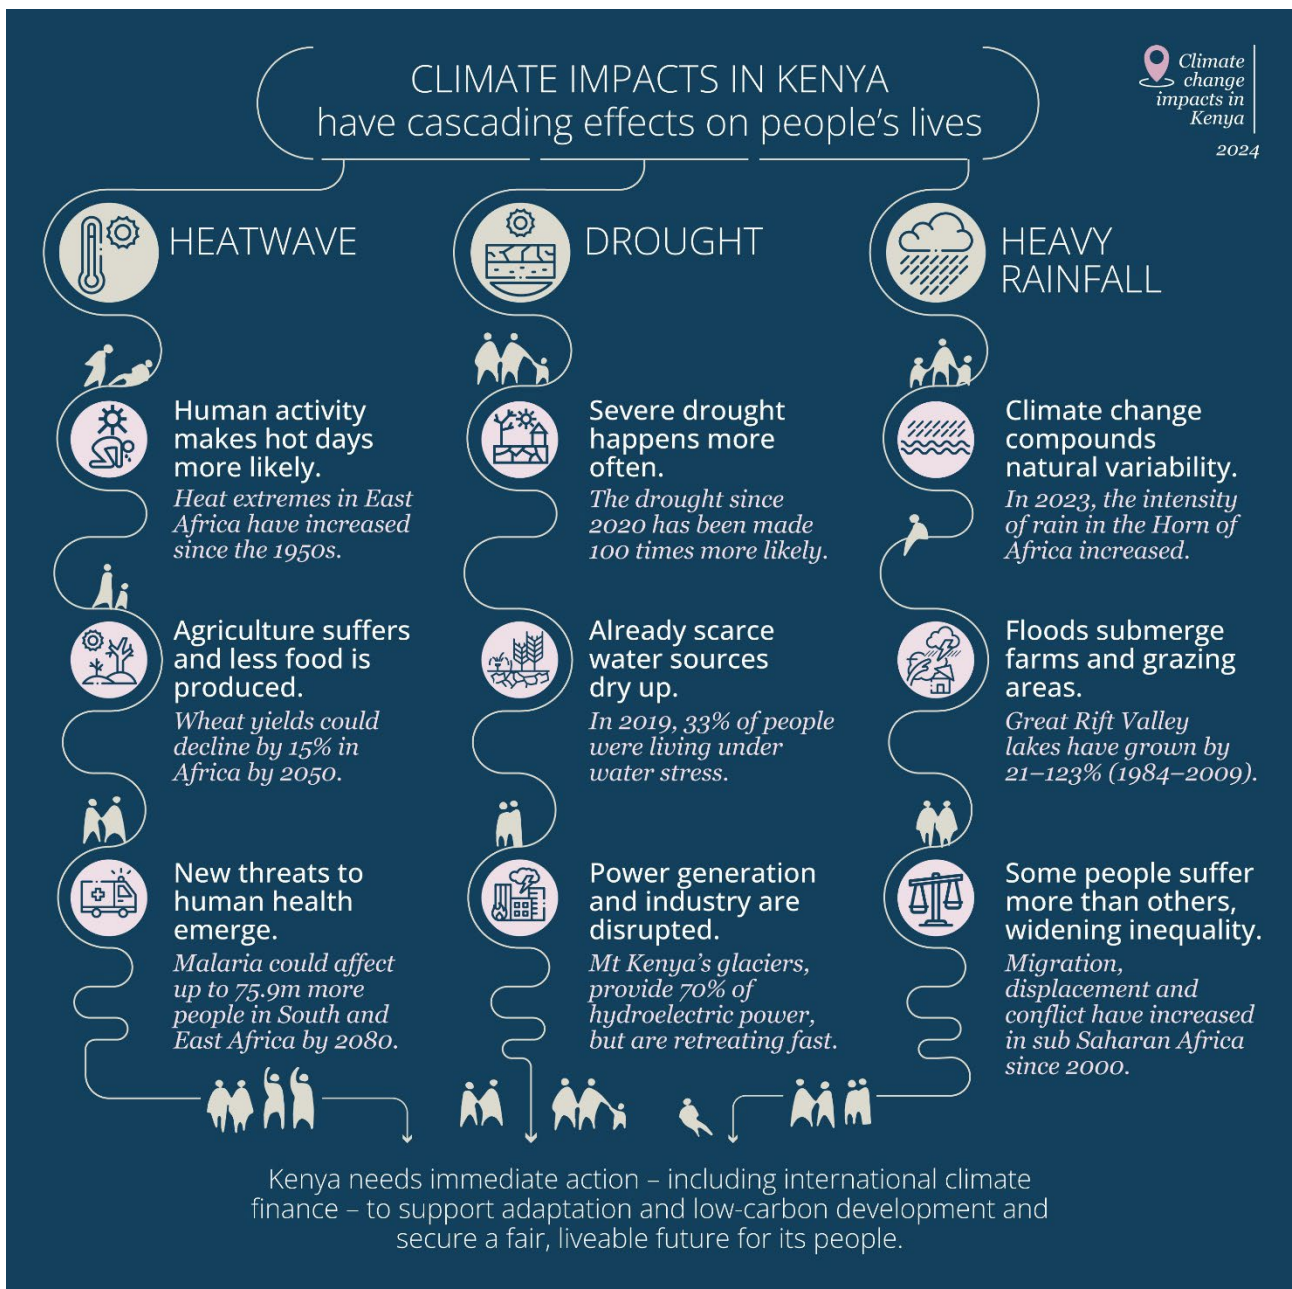 CLIMATE IMPACTS IN KENYA
have cascading effects on people's lives
Climate
change
impacts in
Kenya
2024
HEATWAVE
Human activity
makes hot days
more likely.
Heat extremes in East
Africa have increased
since the 1950s.
Agriculture suffers
and less food is
produced.
Wheat yields could
decline by 15% in
Africa by 2050.
New threats to
human health
emerge.
Malaria could affect
up to 75.9m more
people in South and
East Africa by 2080.
DROUGHT
Severe drought
happens more
often.
The drought since
2020 has been made
100 times more likely.
Already scarce
water sources
dry up.
In 2019, 33% of people
were living under
water stress.
Power generation
and industry are
disrupted.
Mt Kenya's glaciers,
provide 70% of
hydroelectric power,
but are retreating fast.
HEAVY
RAINFALL
Climate change
compounds
natural variability.
In 2023, the intensity
of rain in the Horn of
Africa increased.
Floods submerge
farms and grazing
areas.
Great Rift Valley
lakes have grown by
21–123% (1984–2009).
Some people suffer
more than others,
widening inequality.
Migration,
displacement and
conflict have increased
in sub Saharan Africa
since 2000.
Kenya needs immediate action – including international climate
finance – to support adaptation and low-carbon development and
secure a fair, liveable future for its people.